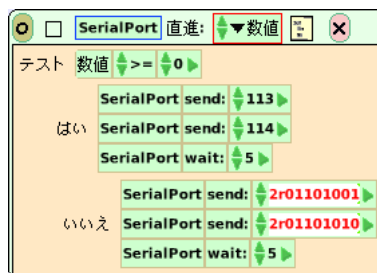 SerialPort 直進: 数値
テスト 数値 >= 0
SerialPort send: 113
はい SerialPort send: 114
SerialPort wait: 5
SerialPort send: 2r01101001
いいえ SerialPort send: 2r01101010
SerialPort wait: 5